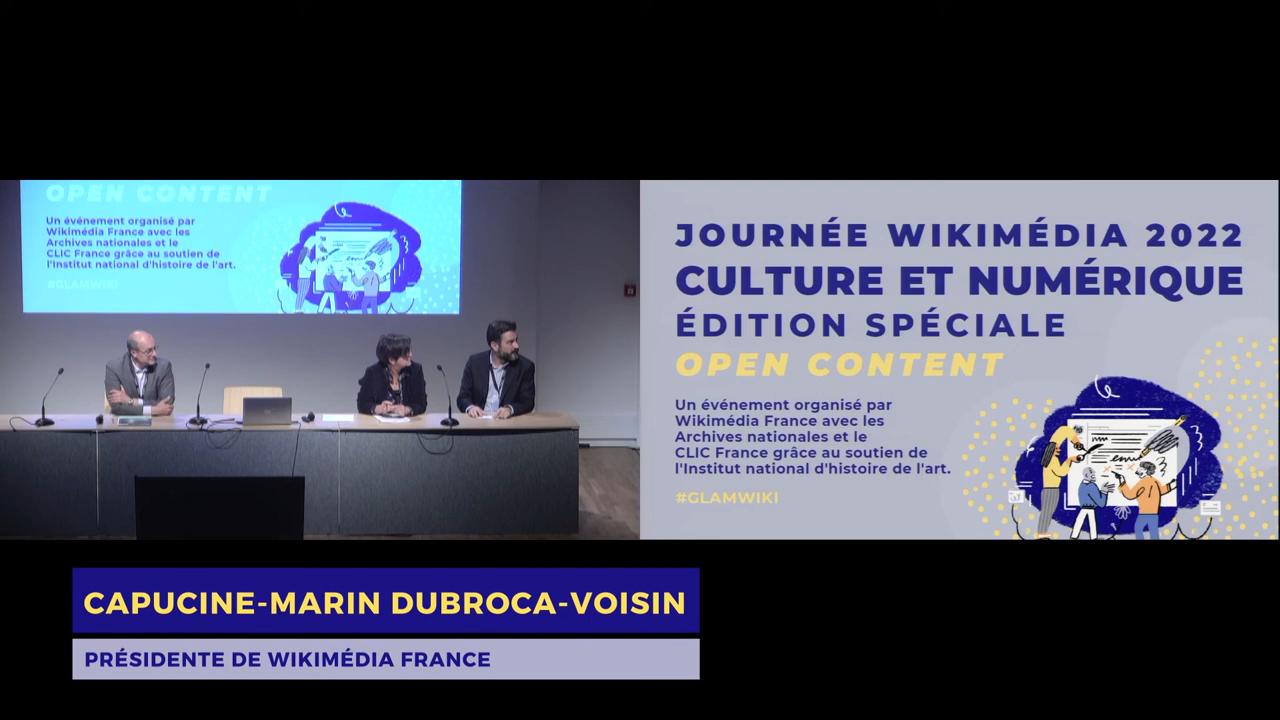 OPEN CONTENT
Un événement organisé par
Wikimédia France avec les
Archives nationales et le
CLIC France grâce au soutien de
l'Institut national d'histoire de l'art.
#GLAMWIKI
JOURNÉE WIKIMÉDIA 2022
CULTURE ET NUMÉRIQUE
ÉDITION SPÉCIALE
OPEN CONTENT
Un événement organisé par
Wikimédia France avec les
Archives nationales et le
CLIC France grâce au soutien de
l'Institut national d'histoire de l'art.
#GLAMWIKI
CAPUCINE-MARIN DUBROCA-VOISIN
PRÉSIDENTE DE WIKIMÉDIA FRANCE